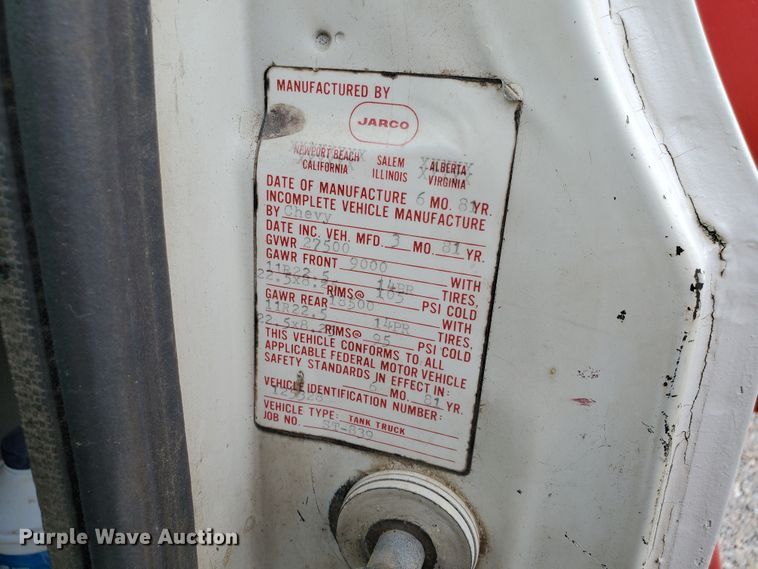 MANUFACTURED BY
JARCO
NEWPORT BEACH CALIFORNIA SALEM ILLINOIS ALBERTA VIRGINIA
DATE OF MANUFACTURE 6 MO. 81 YR.
INCOMPLETE VEHICLE MANUFACTURE
BY Chevy
DATE INC. VEH. MFD. 3 MO. 81 YR.
GVWR 27500
GAWR FRONT 9000 WITH
11R22.5 14PR TIRES,
22.5x8.2 RIMS@ 105 PSI COLD
GAWR REAR 18500 WITH
11R22.5 14PR TIRES,
22.5x8.2 RIMS@ 95 PSI COLD
THIS VEHICLE CONFORMS TO ALL
APPLICABLE FEDERAL MOTOR VEHICLE
SAFETY STANDARDS IN EFFECT IN:
6 MO. 81 YR.
VEHICLE IDENTIFICATION NUMBER:
VEHICLE TYPE: TANK TRUCK
JOB NO. ST-839
Purple Wave Auction